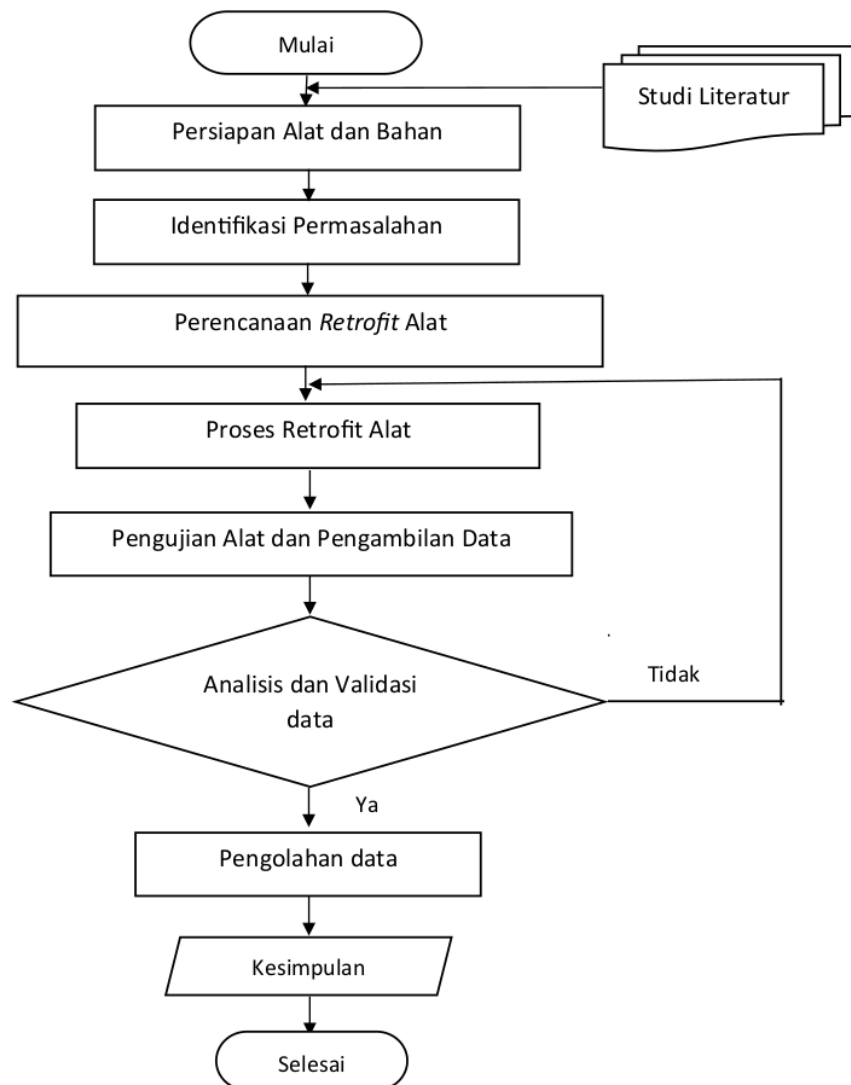 Mulai
Studi Literatur
Persiapan Alat dan Bahan
Identifikasi Permasalahan
Perencanaan Retrofit Alat
Proses Retrofit Alat
Pengujian Alat dan Pengambilan Data
Analisis dan Validasi
data
Tidak
Ya
Pengolahan data
Kesimpulan
Selesai